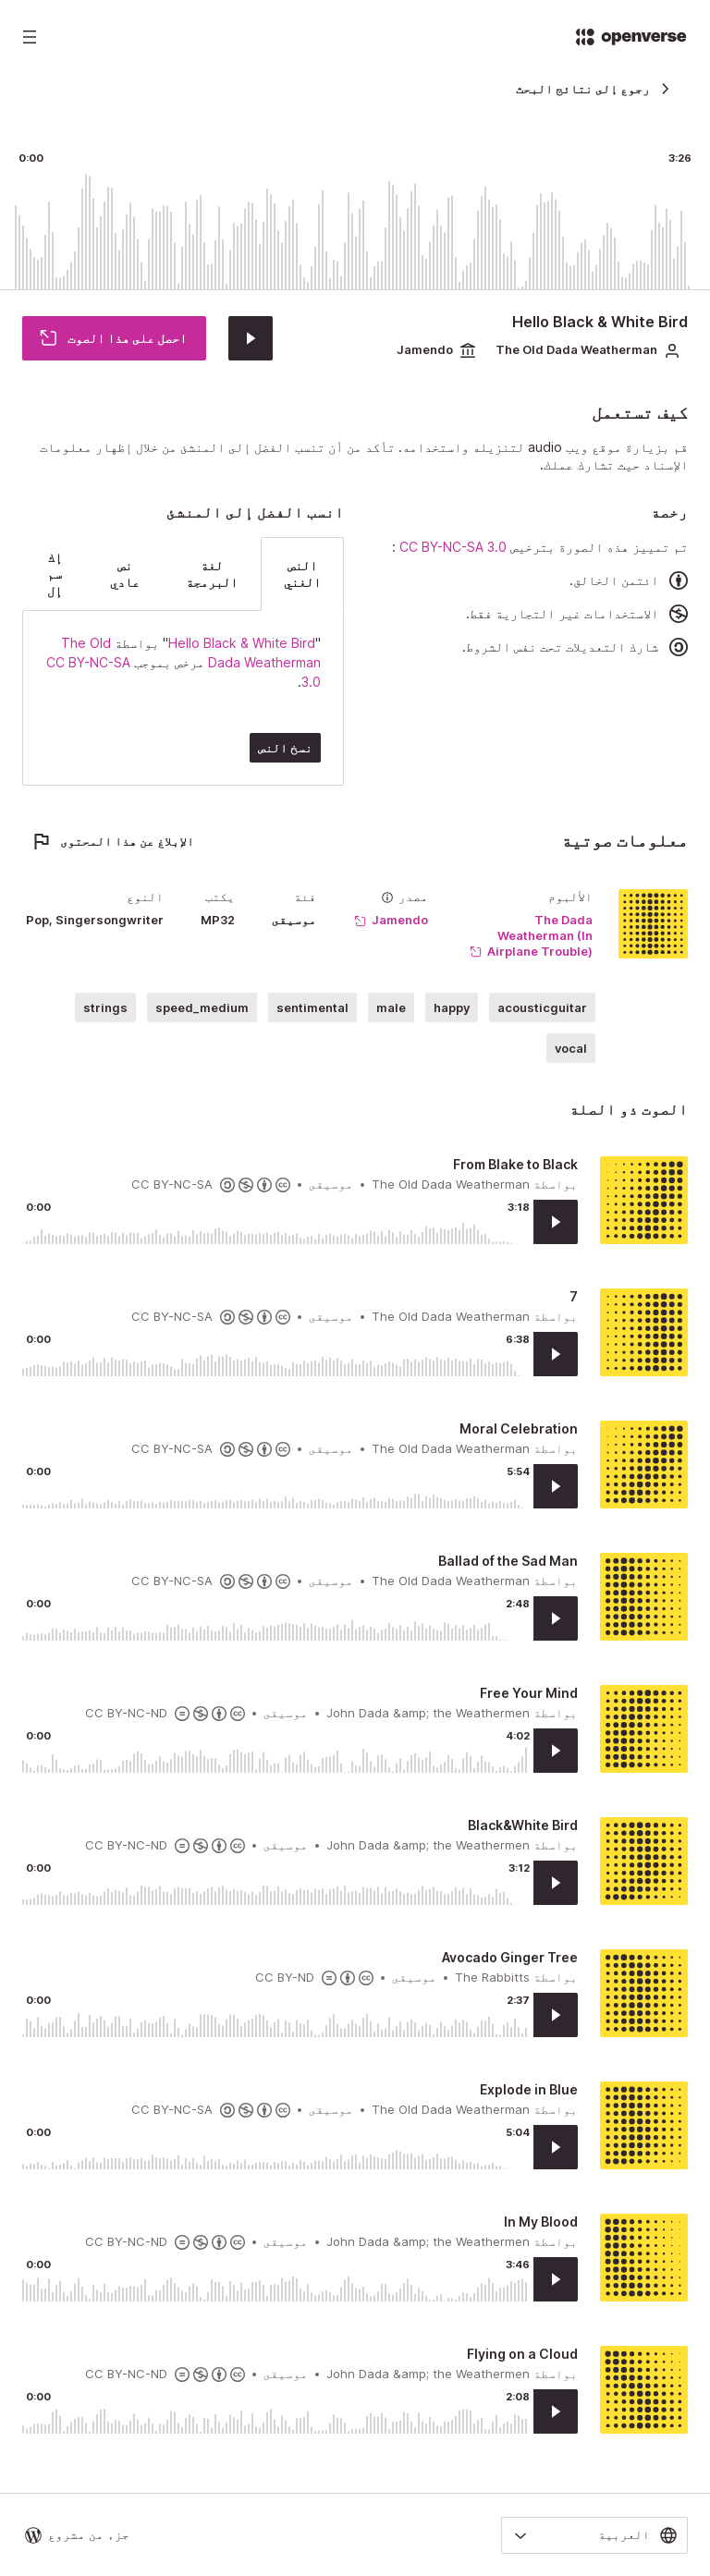 openverse
رجوع إلى نتائج البحث
0:00
3:26
Hello Black & White Bird
The Old Dada Weatherman
Jamendo
احصل على هذا الصوت
كيف تستعمل
قم بزيارة موقع ويب audio لتنزيله واستخدامه. تأكد من أن تنسب الفضل إلى المنشئ من خلال إظهار معلومات
الإسناد حيث تشارك عملك.
رخصة
تم تمييز هذه الصورة بترخيص CC BY-NC-SA 3.0 :
ائتمن الخالق.
الاستخدامات غير التجارية فقط.
شارك التعديلات تحت نفس الشروط.
انسب الفضل إلى المنشئ
النص
الغني
لغة
البرمجة
نص
عادي
إك
سم
إل
"Hello Black & White Bird" بواسطة The Old
Dada Weatherman مرخص بموجب CC BY-NC-SA
3.0.
نسخ النص
معلومات صوتية
الإبلاغ عن هذا المحتوى
الألبوم
The Dada
Weatherman (In
Airplane Trouble)
مصدر
Jamendo
فئة
موسيقى
يكتب
MP32
النوع
Pop, Singersongwriter
acousticguitar
happy
male
sentimental
speed_medium
strings
vocal
الصوت ذو الصلة
From Blake to Black
بواسطة The Old Dada Weatherman • موسيقى • CC BY-NC-SA
0:00
3:18
7
بواسطة The Old Dada Weatherman • موسيقى • CC BY-NC-SA
0:00
6:38
Moral Celebration
بواسطة The Old Dada Weatherman • موسيقى • CC BY-NC-SA
0:00
5:54
Ballad of the Sad Man
بواسطة The Old Dada Weatherman • موسيقى • CC BY-NC-SA
0:00
2:48
Free Your Mind
بواسطة John Dada &amp; the Weathermen • موسيقى • CC BY-NC-ND
0:00
4:02
Black&White Bird
بواسطة John Dada &amp; the Weathermen • موسيقى • CC BY-NC-ND
0:00
3:12
Avocado Ginger Tree
بواسطة The Rabbitts • موسيقى • CC BY-ND
0:00
2:37
Explode in Blue
بواسطة The Old Dada Weatherman • موسيقى • CC BY-NC-SA
0:00
5:04
In My Blood
بواسطة John Dada &amp; the Weathermen • موسيقى • CC BY-NC-ND
0:00
3:46
Flying on a Cloud
بواسطة John Dada &amp; the Weathermen • موسيقى • CC BY-NC-ND
0:00
2:08
العربية
جزء من مشروع